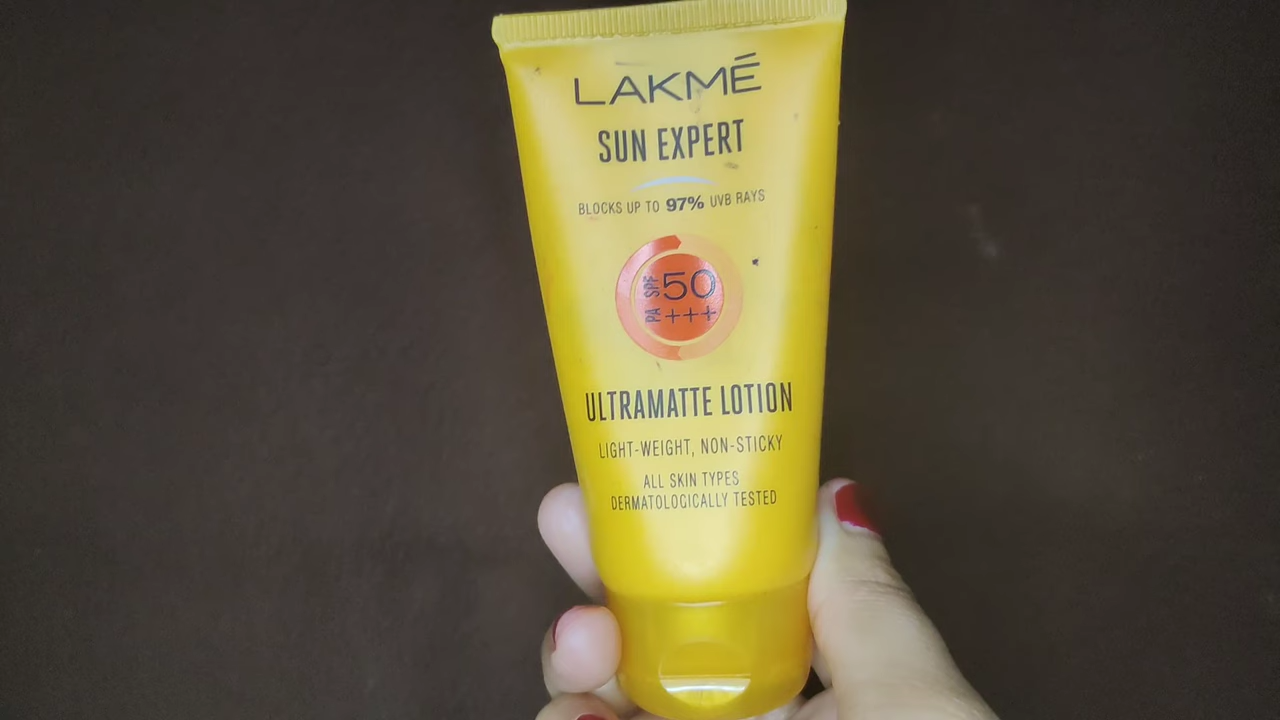 LAKMÉ
SUN EXPERT
BLOCKS UP TO 97% UVB RAYS
SPF 50
PA +++
ULTRAMATTE LOTION
LIGHT-WEIGHT, NON-STICKY
ALL SKIN TYPES
DERMATOLOGICALLY TESTED